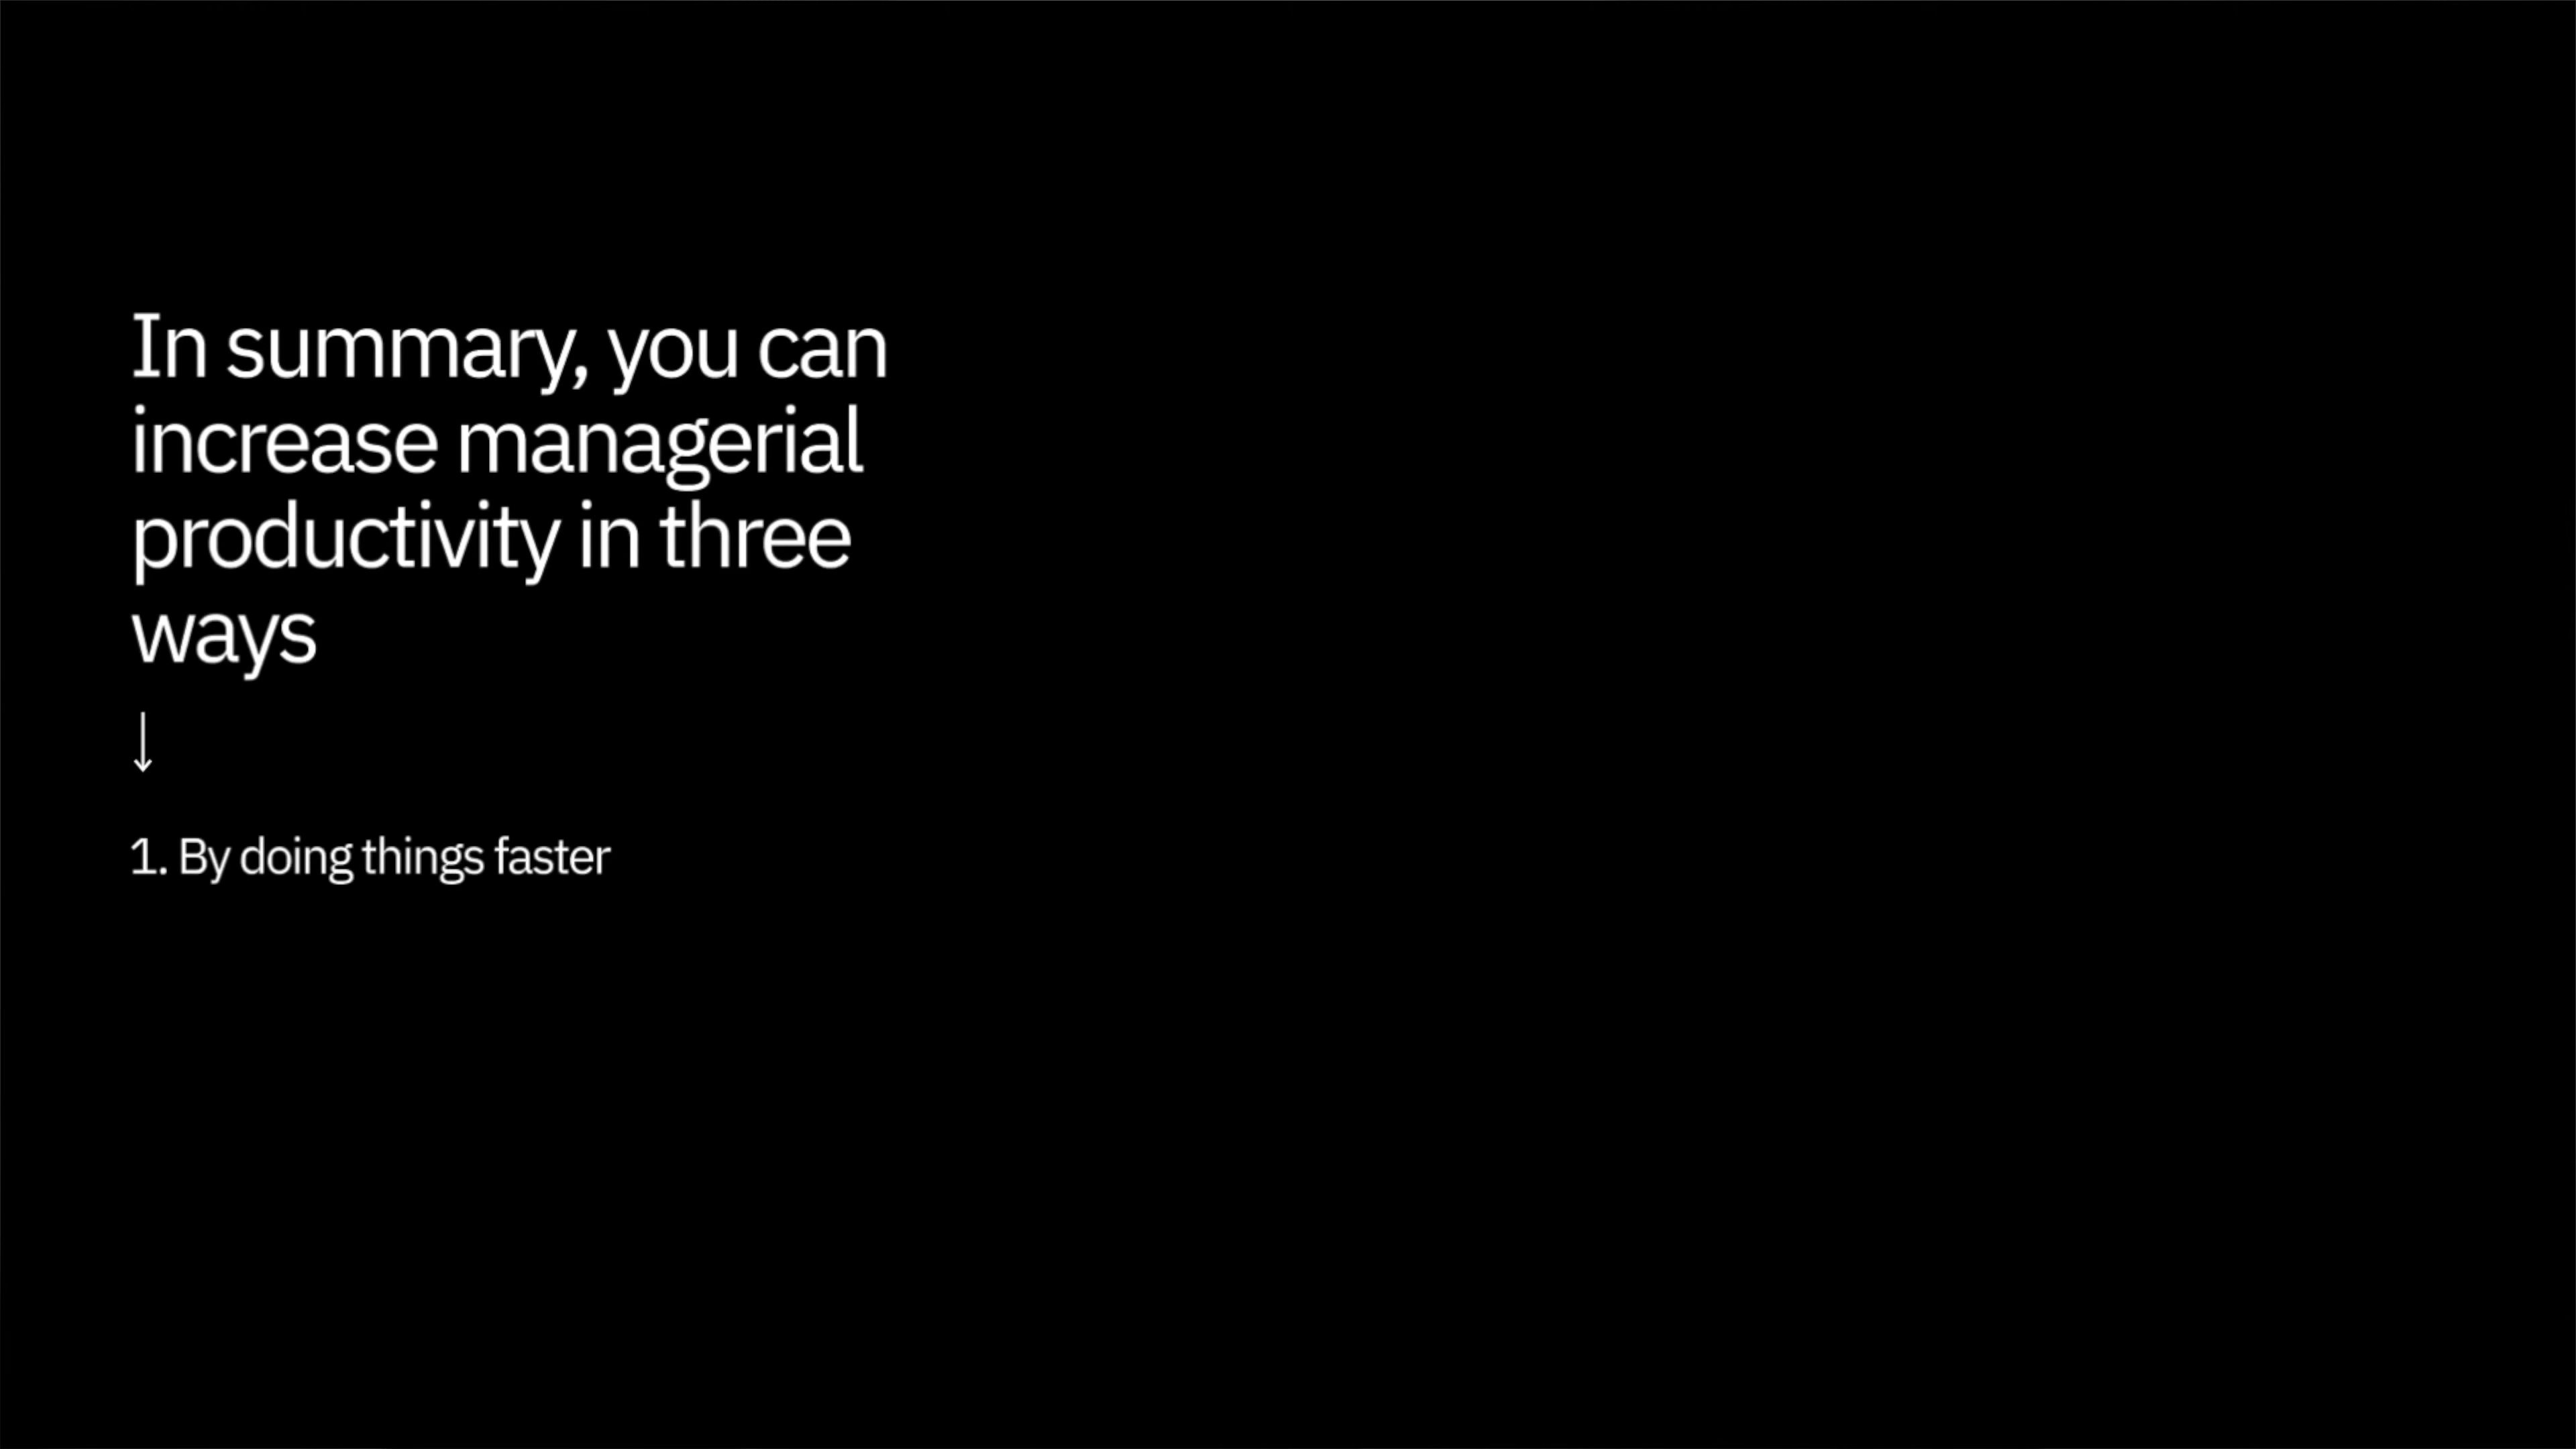 In summary, you can
increase managerial
productivity in three
ways
↓
1. By doing things faster